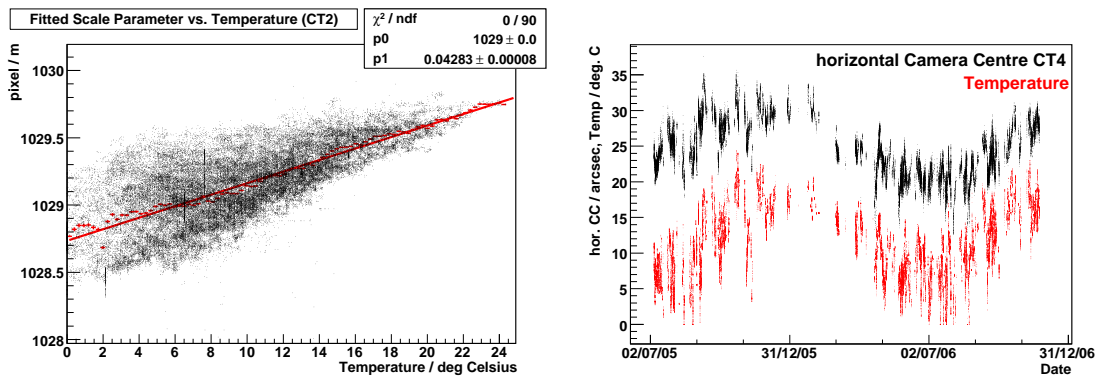 Fitted Scale Parameter vs. Temperature (CT2)
χ² / ndf 0 / 90
p0 1029 ± 0.0
p1 0.04283 ± 0.00008
pixel / m
1030
1029.5
1029
1028.5
1028
0 2 4 6 8 10 12 14 16 18 20 22 24
Temperature / deg Celsius
horizontal Camera Centre CT4
Temperature
hor. CC / arcsec, Temp / deg. C
35
30
25
20
15
10
5
0
02/07/05 31/12/05 02/07/06 31/12/06
Date